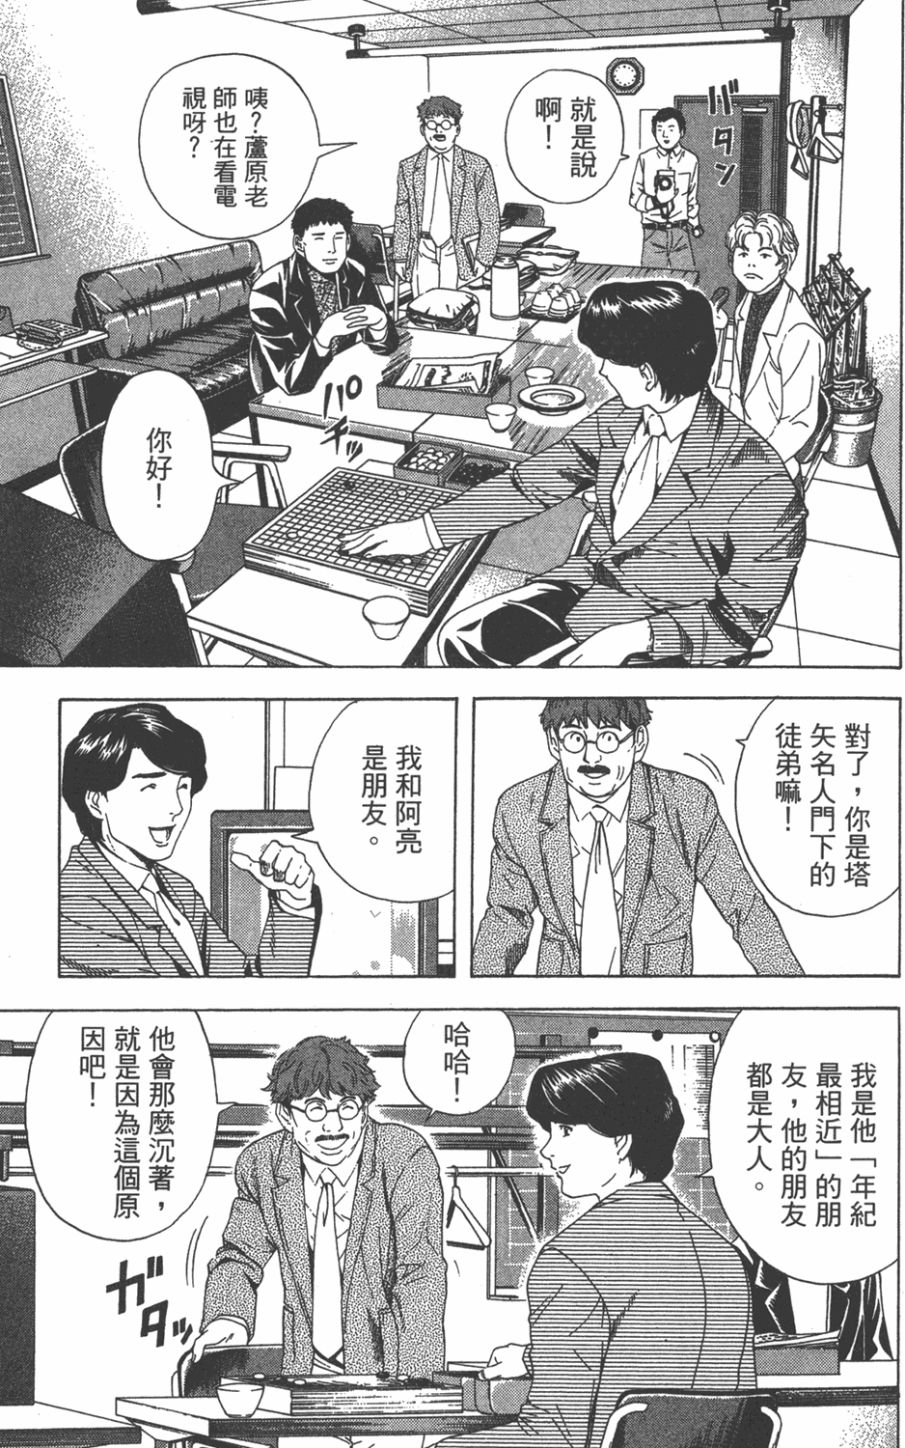 就是說
啊！
バタン
咦？蘆原老
師也在看電
視呀？
パチッ
你好！
對了，你是塔
矢名人門下的
徒弟嘛！
我和阿亮
是朋友。
我是他「年紀
最相近」的朋
友，他的朋友
都是大人。
哈哈！
他會那麼沉著，
就是因為這個原
因吧！
ガタッ